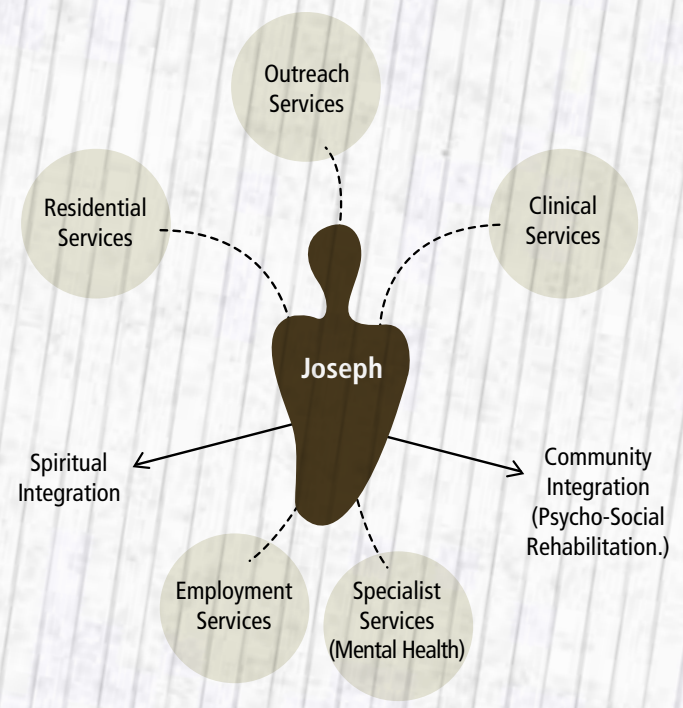 Outreach
Services
Residential
Services
Clinical
Services
Joseph
Spiritual
Integration
Community
Integration
(Psycho-Social
Rehabilitation.)
Employment
Services
Specialist
Services
(Mental Health)